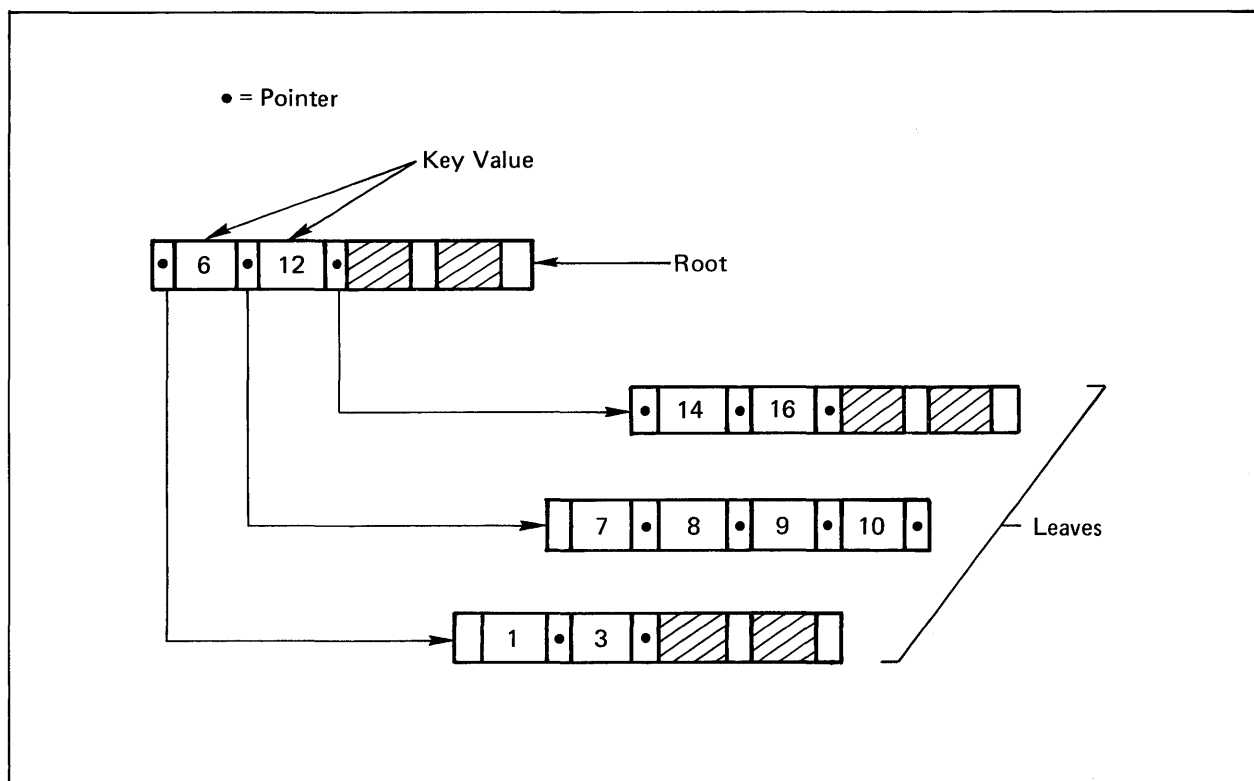 • = Pointer
Key Value
• 6 • 12 •
Root
• 14 • 16 •
7 • 8 • 9 • 10 •
Leaves
1 • 3 •